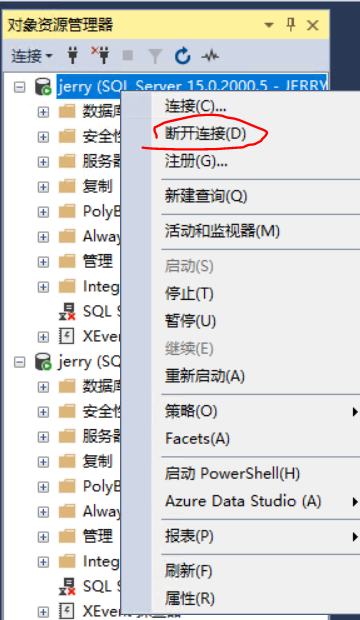 对象资源管理器
连接
jerry (SQL Server 15.0.2000.5 - JERRY
数据库
安全性
服务器
复制
PolyB
Alway
管理
Integ
SQL S
XEven
jerry (SQ
数据库
安全性
服务器
复制
PolyB
Alway
管理
Integ
SQL
XEvent
连接(C)...
断开连接(D)
注册(G)...
新建查询(Q)
活动和监视器(M)
启动(S)
停止(T)
暂停(U)
继续(E)
重新启动(A)
策略(O)
Facets(A)
启动 PowerShell(H)
Azure Data Studio (A)
报表(P)
刷新(F)
属性(R)